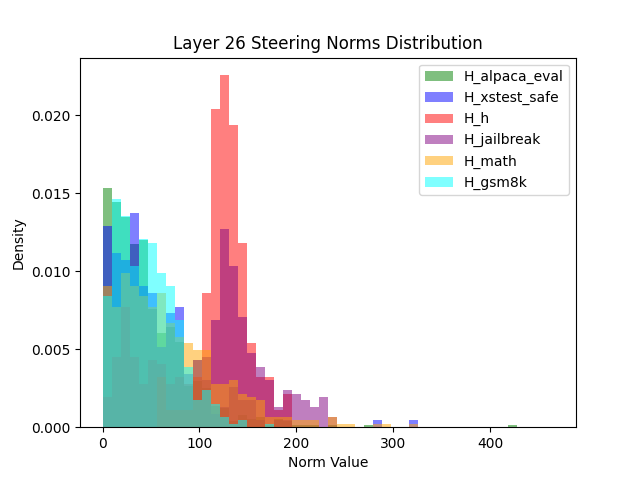 Layer 26 Steering Norms Distribution
H_alpaca_eval
H_xstest_safe
H_h
H_jailbreak
H_math
H_gsm8k
Density
0.020
0.015
0.010
0.005
0.000
0
100
200
300
400
Norm Value